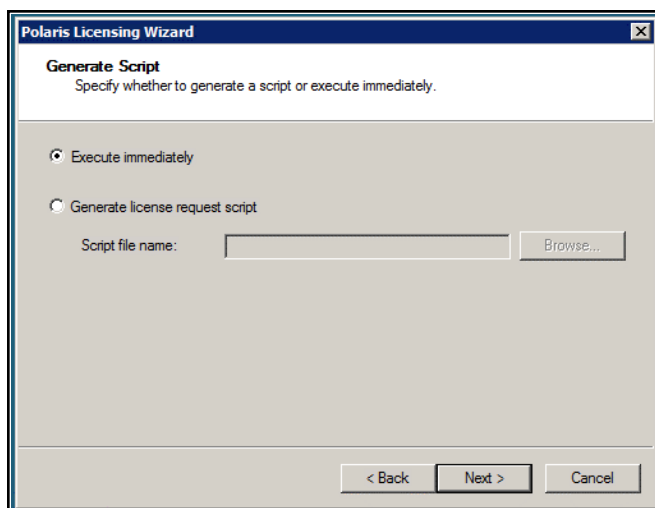 Polaris Licensing Wizard
Generate Script
Specify whether to generate a script or execute immediately.
Execute immediately
Generate license request script
Script file name:
Browse...
< Back
Next >
Cancel